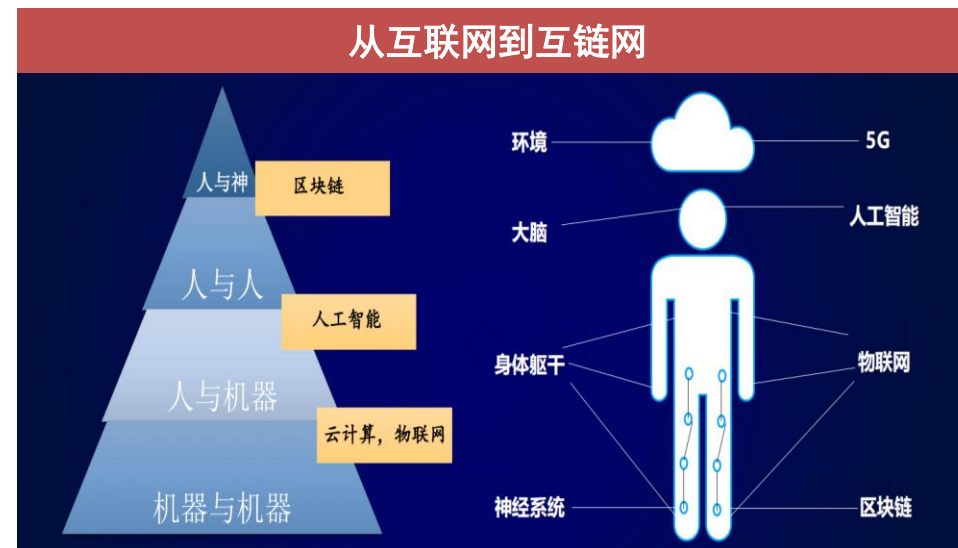 从互联网到互链网
人与神
区块链
人与人
人工智能
人与机器
云计算，物联网
机器与机器
环境
5G
大脑
人工智能
身体躯干
物联网
神经系统
区块链